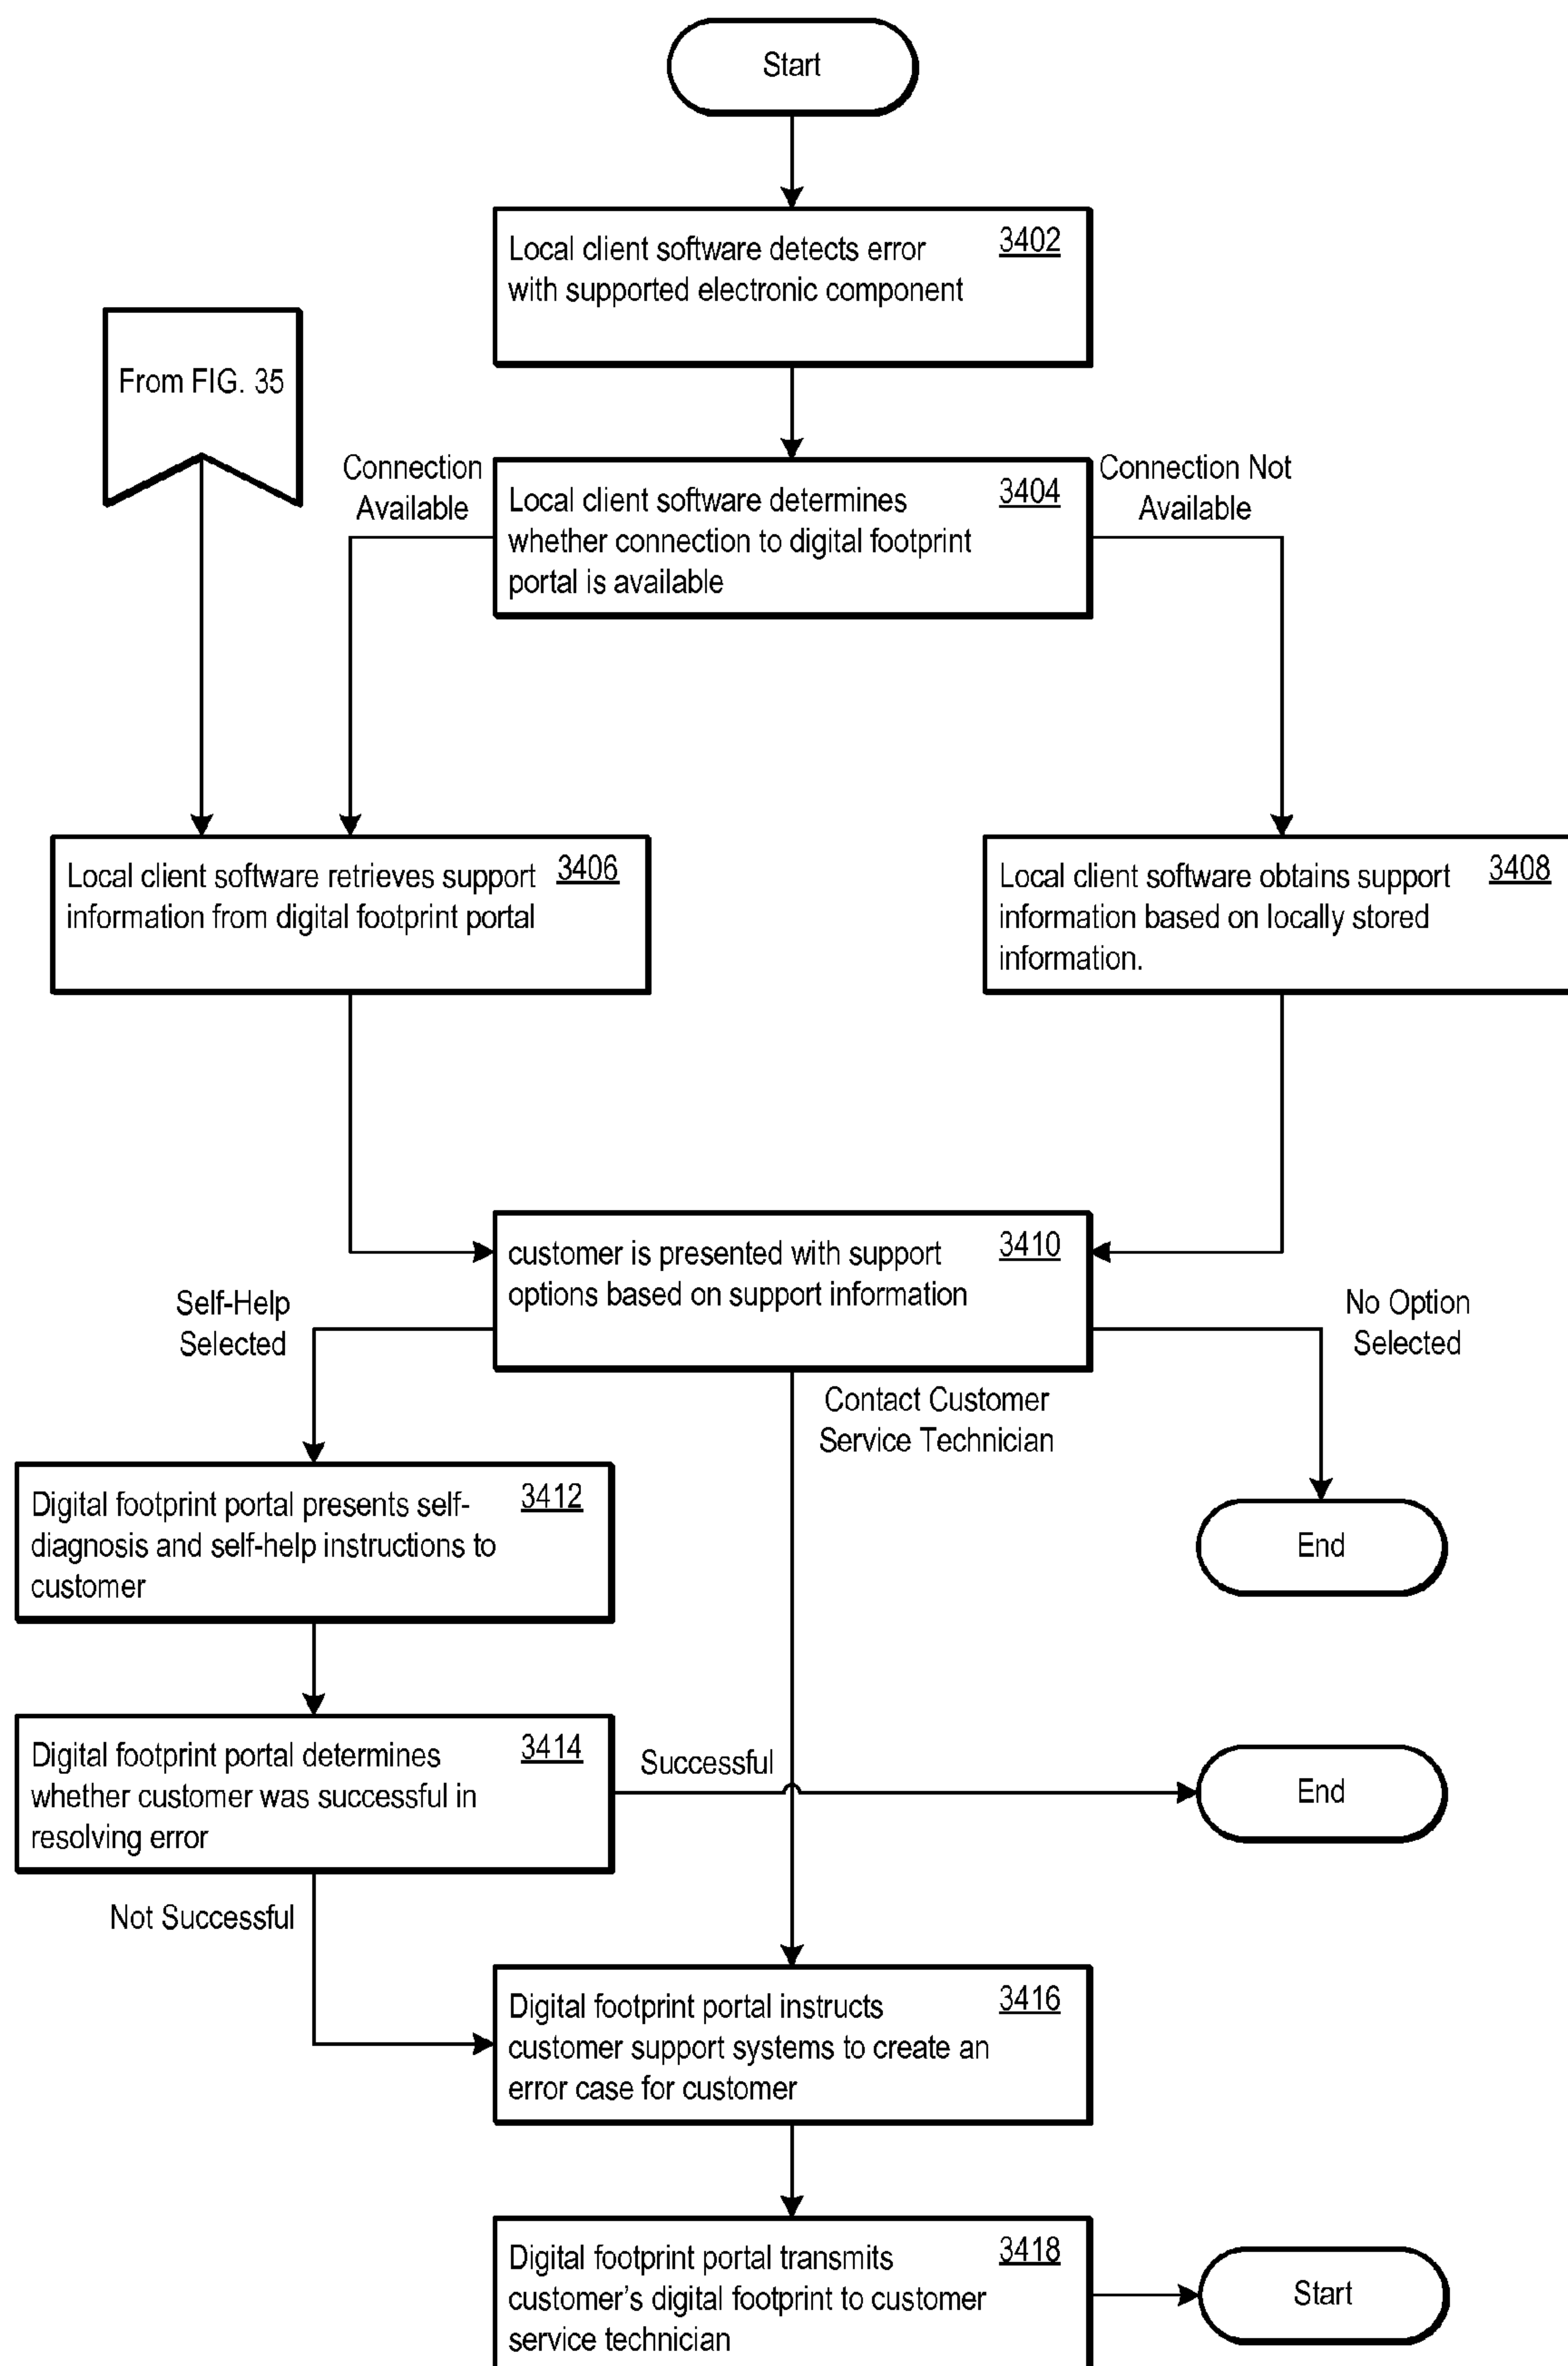 Start
3402
Local client software detects error
with supported electronic component
From FIG. 35
Connection
Available
3404
Local client software determines
whether connection to digital footprint
portal is available
Connection Not
Available
3406
Local client software retrieves support
information from digital footprint portal
3408
Local client software obtains support
information based on locally stored
information.
3410
customer is presented with support
options based on support information
Self-Help
Selected
No Option
Selected
Contact Customer
Service Technician
3412
Digital footprint portal presents self-
diagnosis and self-help instructions to
customer
End
3414
Digital footprint portal determines
whether customer was successful in
resolving error
Successful
End
Not Successful
3416
Digital footprint portal instructs
customer support systems to create an
error case for customer
3418
Digital footprint portal transmits
customer's digital footprint to customer
service technician
Start